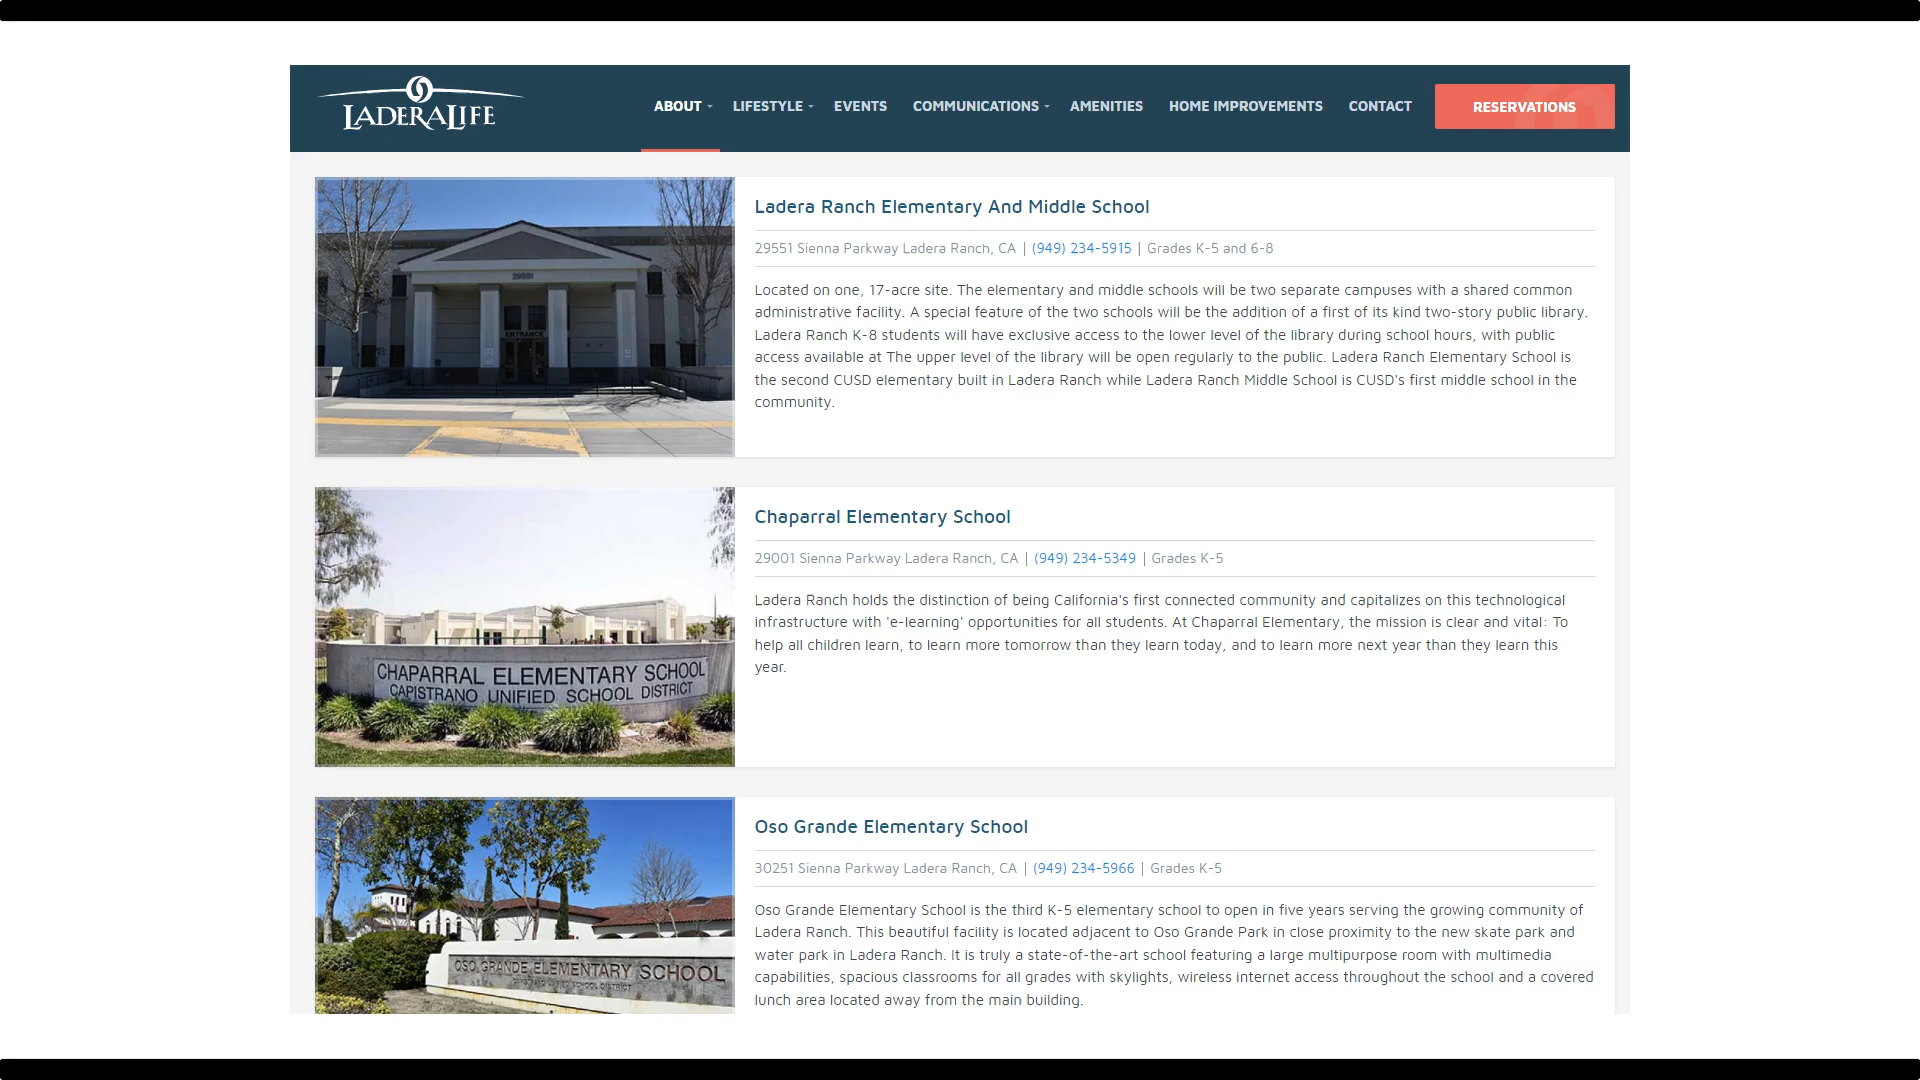 LADERALIFE
ABOUT
LIFESTYLE
EVENTS
COMMUNICATIONS
AMENITIES
HOME IMPROVEMENTS
CONTACT
RESERVATIONS
29551
ENTRANCE
Ladera Ranch Elementary And Middle School
29551 Sienna Parkway Ladera Ranch, CA | (949) 234-5915 | Grades K-5 and 6-8
Located on one, 17-acre site. The elementary and middle schools will be two separate campuses with a shared common
administrative facility. A special feature of the two schools will be the addition of a first of its kind two-story public library.
Ladera Ranch K-8 students will have exclusive access to the lower level of the library during school hours, with public
access available at The upper level of the library will be open regularly to the public. Ladera Ranch Elementary School is
the second CUSD elementary built in Ladera Ranch while Ladera Ranch Middle School is CUSD's first middle school in the
community.
CHAPARRAL ELEMENTARY SCHOOL
CAPISTRANO UNIFIED SCHOOL DISTRICT
Chaparral Elementary School
29001 Sienna Parkway Ladera Ranch, CA | (949) 234-5349 | Grades K-5
Ladera Ranch holds the distinction of being California's first connected community and capitalizes on this technological
infrastructure with 'e-learning' opportunities for all students. At Chaparral Elementary, the mission is clear and vital: To
help all children learn, to learn more tomorrow than they learn today, and to learn more next year than they learn this
year.
OSO GRANDE ELEMENTARY SCHOOL
CAPISTRANO UNIFIED SCHOOL DISTRICT
Oso Grande Elementary School
30251 Sienna Parkway Ladera Ranch, CA | (949) 234-5966 | Grades K-5
Oso Grande Elementary School is the third K-5 elementary school to open in five years serving the growing community of
Ladera Ranch. This beautiful facility is located adjacent to Oso Grande Park in close proximity to the new skate park and
water park in Ladera Ranch. It is truly a state-of-the-art school featuring a large multipurpose room with multimedia
capabilities, spacious classrooms for all grades with skylights, wireless internet access throughout the school and a covered
lunch area located away from the main building.